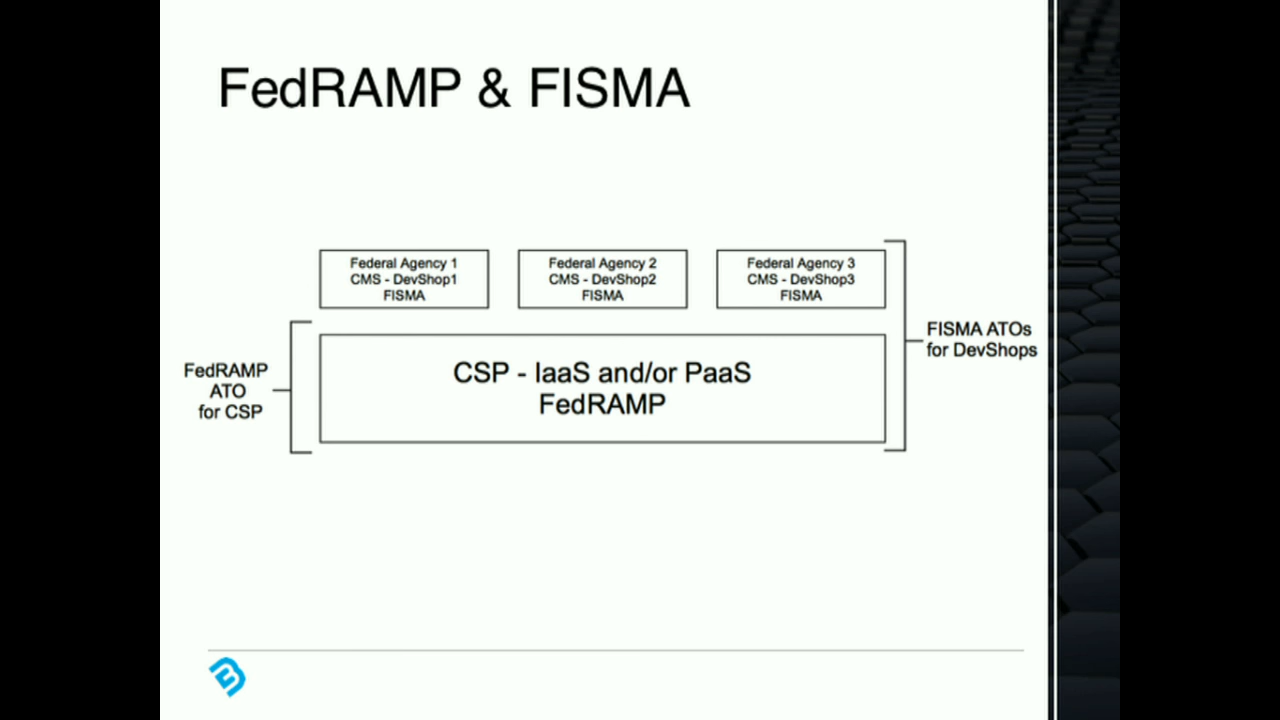 FedRAMP & FISMA
Federal Agency 1
CMS - DevShop1
FISMA
Federal Agency 2
CMS - DevShop2
FISMA
Federal Agency 3
CMS - DevShop3
FISMA
FISMA ATOs
for DevShops
FedRAMP
ATO
for CSP
CSP - IaaS and/or PaaS
FedRAMP